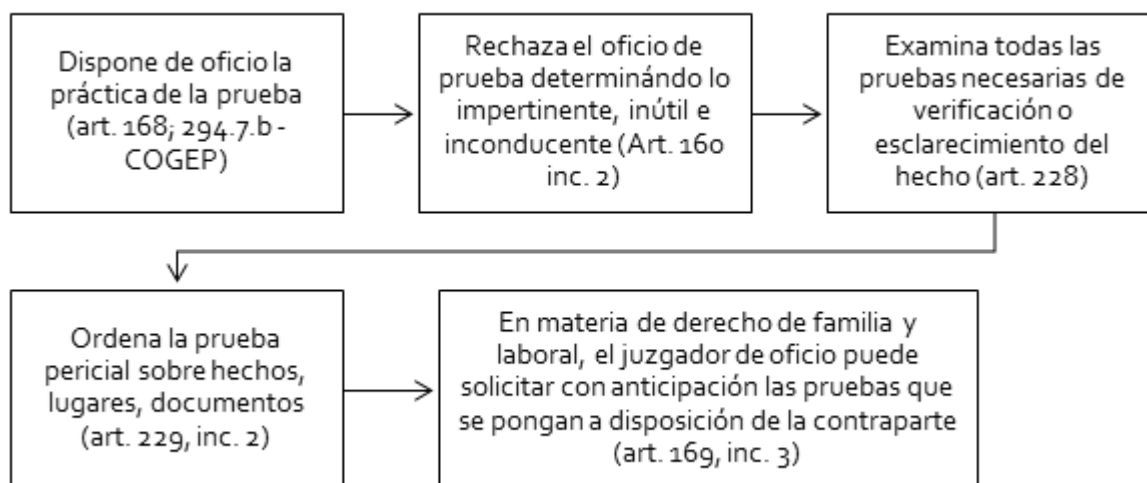 Dispone de oficio la
práctica de la prueba
(art. 168; 294.7.b -
COGEP)
Rechaza el oficio de
prueba determinándo lo
impertinente, inútil e
inconducente (Art. 160
inc. 2)
Examina todas las
pruebas necesarias de
verificación o
esclarecimiento del
hecho (art. 228)
Ordena la prueba
pericial sobre hechos,
lugares, documentos
(art. 229, inc. 2)
En materia de derecho de familia y
laboral, el juzgador de oficio puede
solicitar con anticipación las pruebas que
se pongan a disposición de la contraparte
(art. 169, inc. 3)